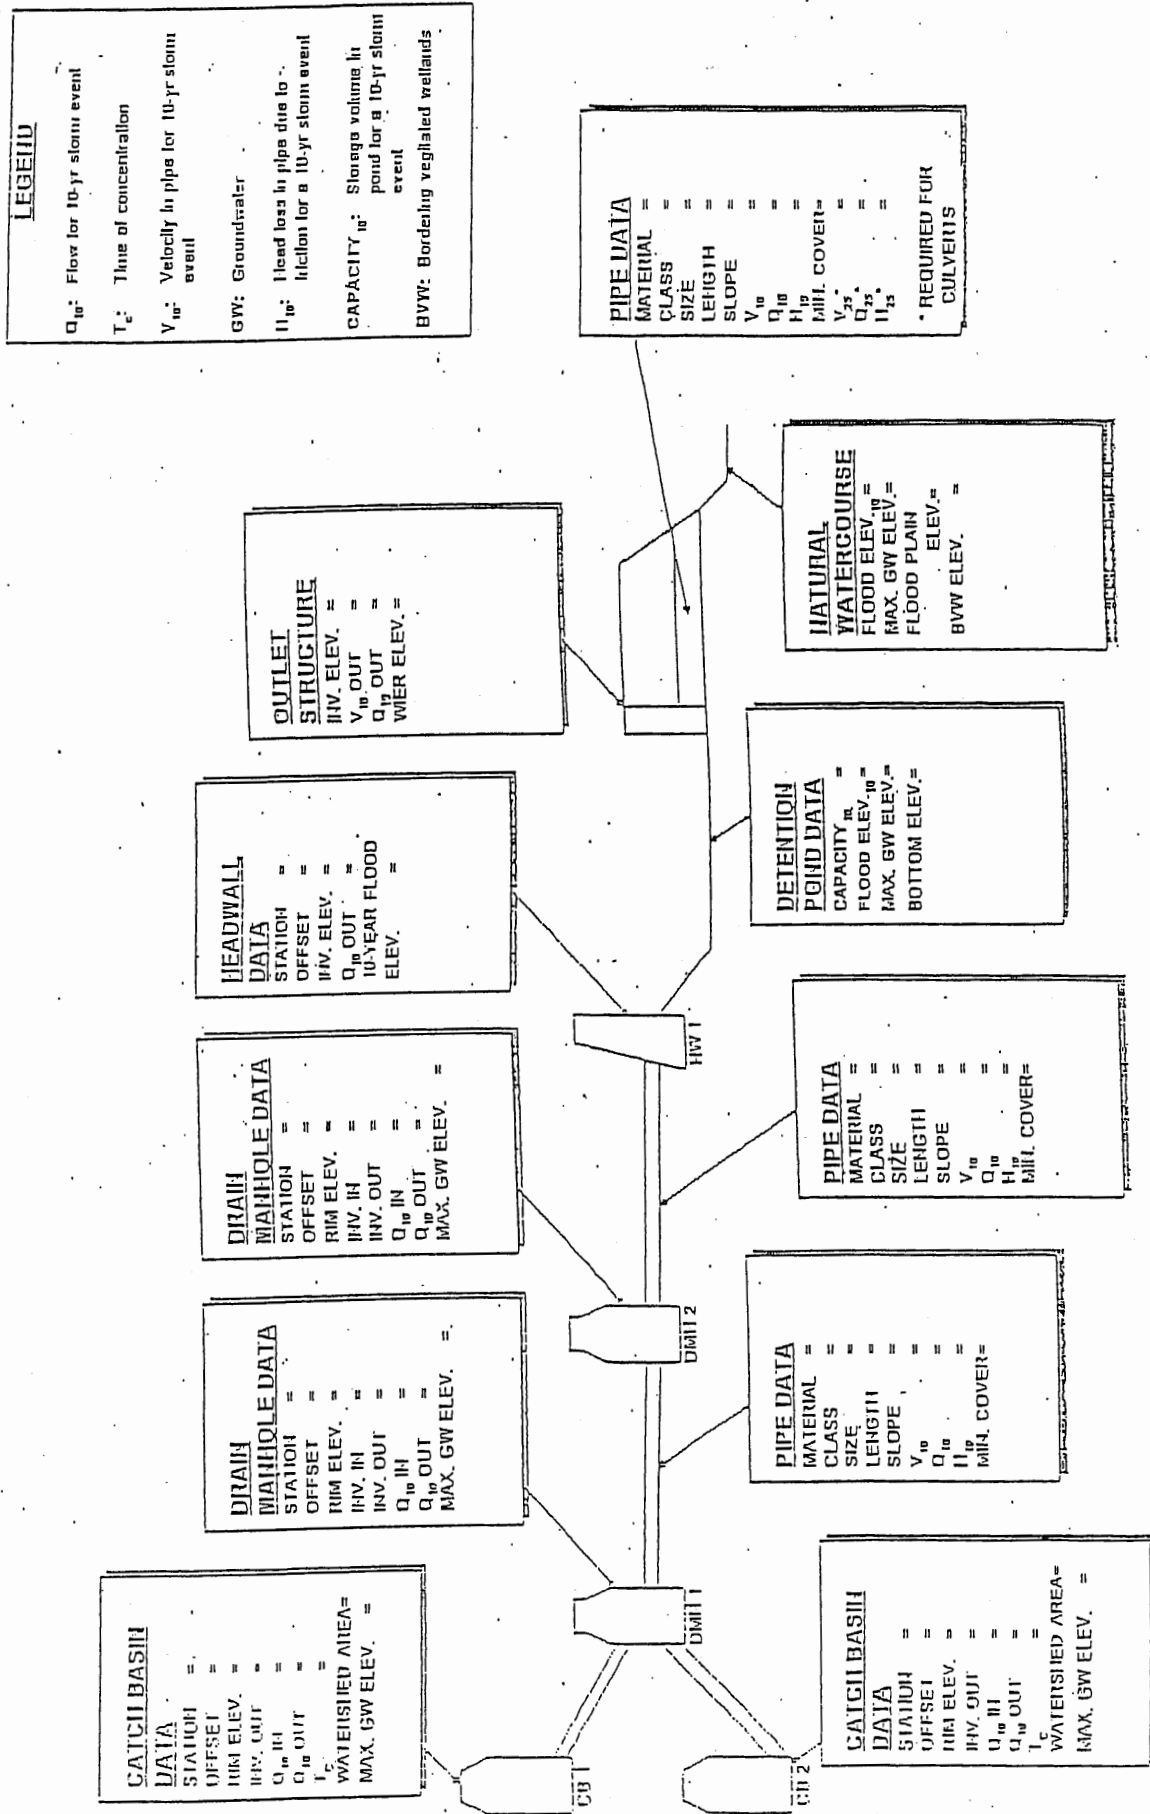 LEGEND
Q10: Flow for 10-yr storm event
Tc: Time of concentration
V10: Velocity in pipe for 10-yr storm
event
GW: Groundwater
H10: Head loss in pipe due to
friction for a 10-yr storm event
CAPACITY10: Storage volume in
pond for a 10-yr storm
event
BVW: Bordering vegitated wetlands
CATCH BASIN
DATA
STATION =
OFFSET =
RIM ELEV. =
INV. OUT =
Q10 IN =
Q10 OUT =
Tc =
WATERSHED AREA=
MAX. GW ELEV. =
DRAIN
MANHOLE DATA
STATION =
OFFSET =
RIM ELEV. =
INV. IN =
INV. OUT =
Q10 IN =
Q10 OUT =
MAX. GW ELEV. =
DRAIN
MANHOLE DATA
STATION =
OFFSET =
RIM ELEV. =
INV. IN =
INV. OUT =
Q10 IN =
Q10 OUT =
MAX. GW ELEV. =
HEADWALL
DATA
STATION =
OFFSET =
INV. ELEV. =
Q10 OUT =
10-YEAR FLOOD
ELEV. =
OUTLET
STRUCTURE
INV. ELEV. =
V10 OUT =
Q10 OUT =
WIER ELEV. =
CB 1
CB 2
DMH 1
DMH 2
HW 1
CATCH BASIN
DATA
STATION =
OFFSET =
RIM ELEV. =
INV. OUT =
Q10 IN =
Q10 OUT =
Tc =
WATERSHED AREA=
MAX. GW ELEV. =
PIPE DATA
MATERIAL =
CLASS =
SIZE =
LENGTH =
SLOPE =
V10 =
Q10 =
H10 =
MIN. COVER=
PIPE DATA
MATERIAL =
CLASS =
SIZE =
LENGTH =
SLOPE =
V10 =
Q10 =
H10 =
MIN. COVER=
DETENTION
POND DATA
CAPACITY10 =
FLOOD ELEV.10=
MAX. GW ELEV.=
BOTTOM ELEV.=
NATURAL
WATERCOURSE
FLOOD ELEV.10=
MAX. GW ELEV.=
FLOOD PLAIN
ELEV.=
BVW ELEV. =
PIPE DATA
MATERIAL =
CLASS =
SIZE =
LENGTH =
SLOPE =
V10 =
Q10 =
H10 =
MIN. COVER=
V25* =
Q25* =
H25* =
* REQUIRED FOR
CULVERTS